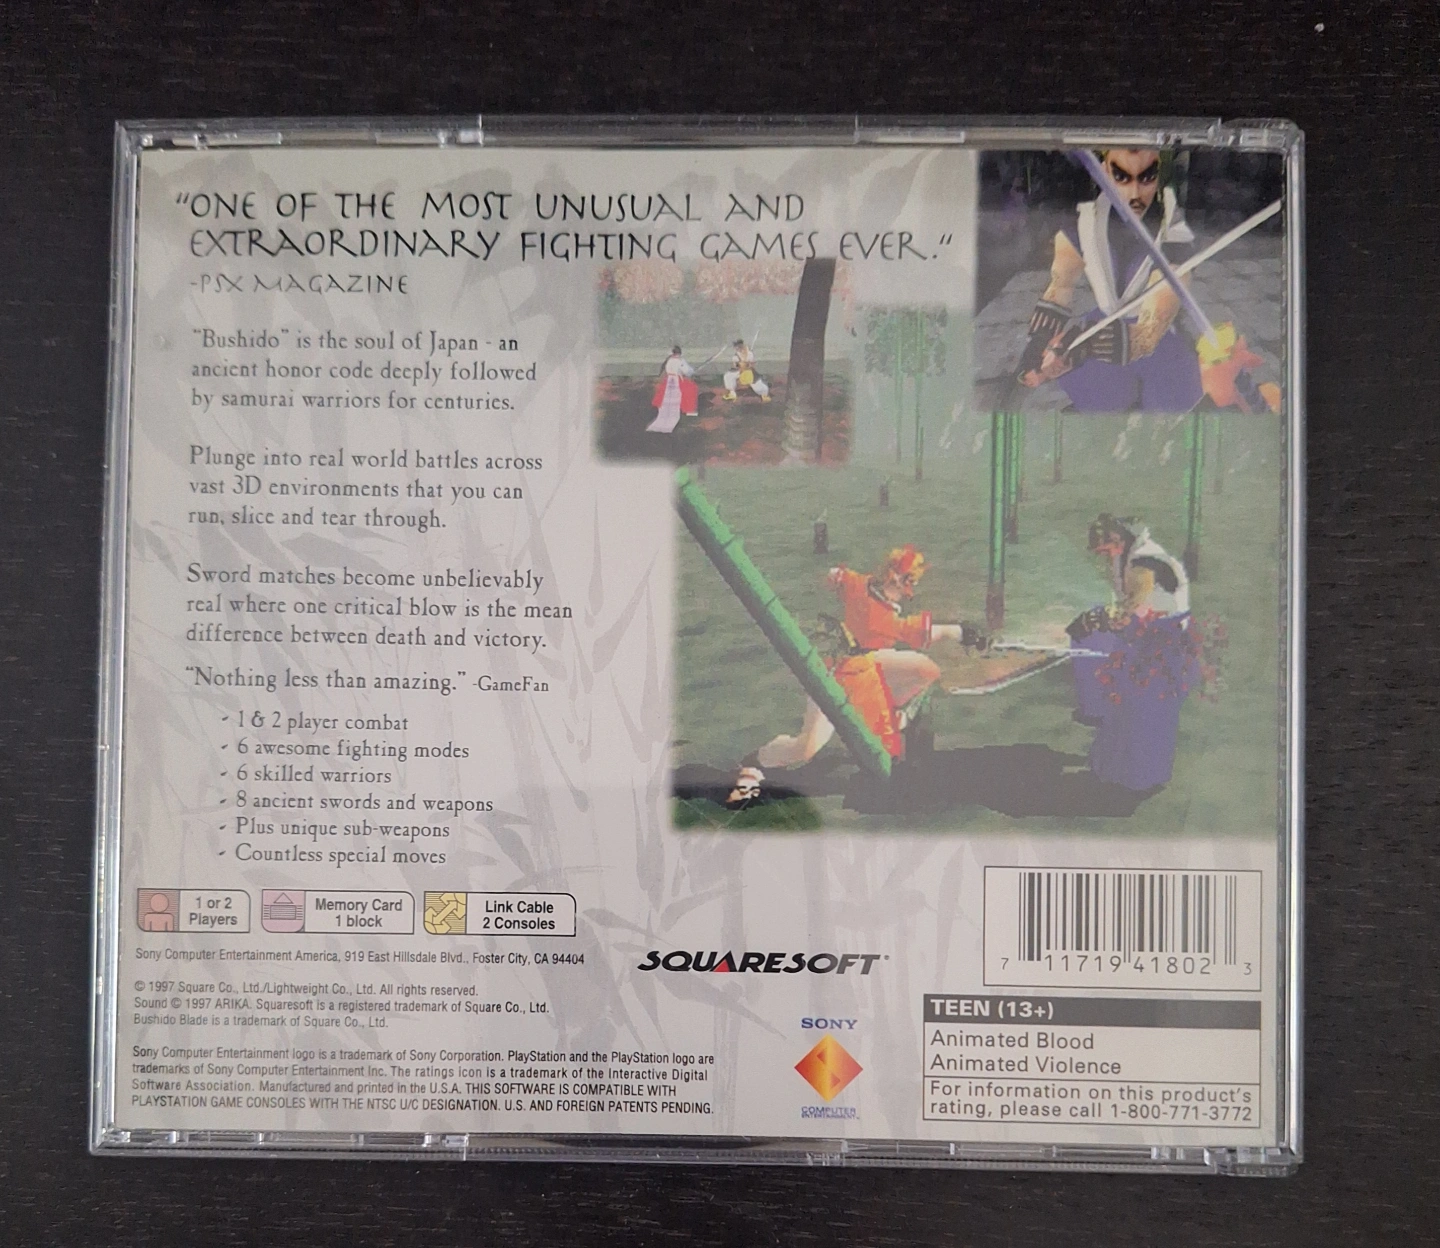 "ONE OF THE MOST UNUSUAL AND
EXTRAORDINARY FIGHTING GAMES EVER."
-PSX MAGAZINE
"Bushido" is the soul of Japan - an
ancient honor code deeply followed
by samurai warriors for centuries.
Plunge into real world battles across
vast 3D environments that you can
run, slice and tear through.
Sword matches become unbelievably
real where one critical blow is the mean
difference between death and victory.
"Nothing less than amazing." -GameFan
- 1 & 2 player combat
- 6 awesome fighting modes
- 6 skilled warriors
- 8 ancient swords and weapons
- Plus unique sub-weapons
- Countless special moves
1 or 2
Players
Memory Card
1 block
Link Cable
2 Consoles
Sony Computer Entertainment America, 919 East Hillsdale Blvd., Foster City, CA 94404
© 1997 Square Co., Ltd./Lightweight Co., Ltd. All rights reserved.
Sound © 1997 ARIKA. Squaresoft is a registered trademark of Square Co., Ltd.
Bushido Blade is a trademark of Square Co., Ltd.
Sony Computer Entertainment logo is a trademark of Sony Corporation. PlayStation and the PlayStation logo are
trademarks of Sony Computer Entertainment Inc. The ratings icon is a trademark of the Interactive Digital
Software Association. Manufactured and printed in the U.S.A. THIS SOFTWARE IS COMPATIBLE WITH
PLAYSTATION GAME CONSOLES WITH THE NTSC U/C DESIGNATION. U.S. AND FOREIGN PATENTS PENDING.
SQUARESOFT
SONY
COMPUTER
ENTERTAINMENT
7 11719 41802 3
TEEN (13+)
Animated Blood
Animated Violence
For information on this product's
rating, please call 1-800-771-3772